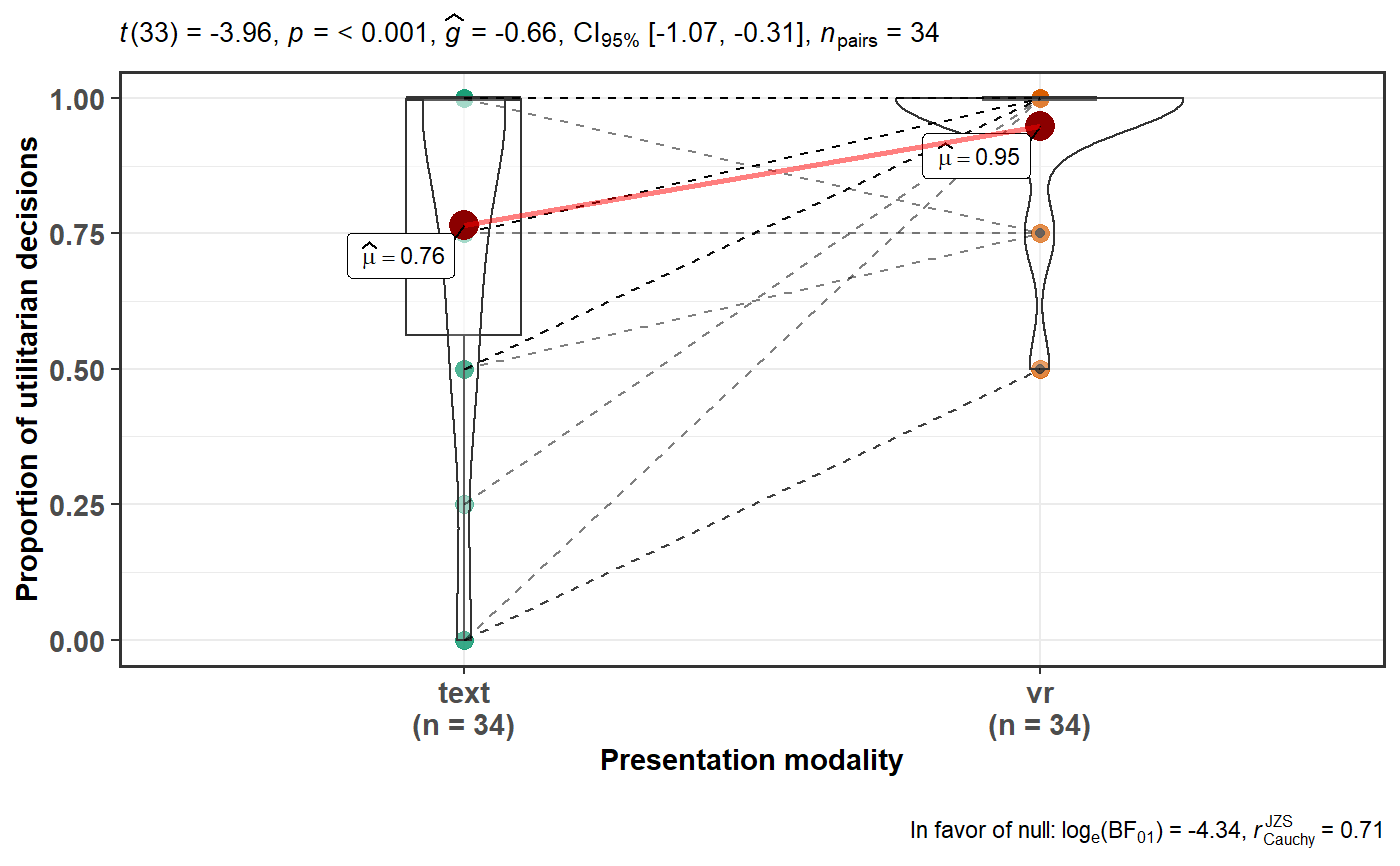 t(33) = -3.96, p = < 0.001, ĝ = -0.66, CI95% [-1.07, -0.31], npairs = 34
Proportion of utilitarian decisions
1.00
0.75
0.50
0.25
0.00
μ̂ = 0.76
μ̂ = 0.95
text
(n = 34)
vr
(n = 34)
Presentation modality
In favor of null: loge(BF01) = -4.34, r JZS Cauchy = 0.71